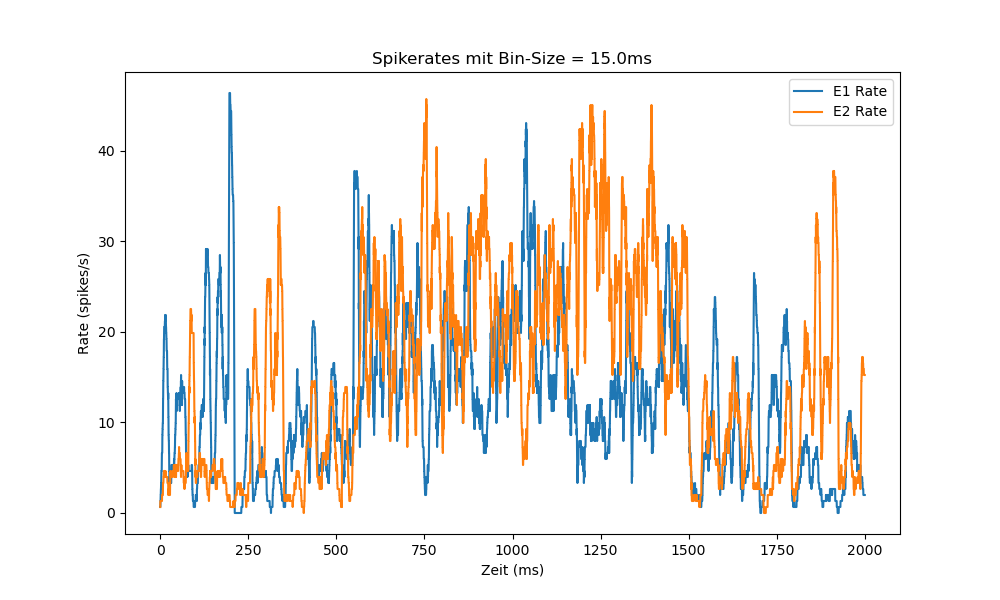 Spikerates mit Bin-Size = 15.0ms
E1 Rate
E2 Rate
Rate (spikes/s)
40
30
20
10
0
0 250 500 750 1000 1250 1500 1750 2000
Zeit (ms)